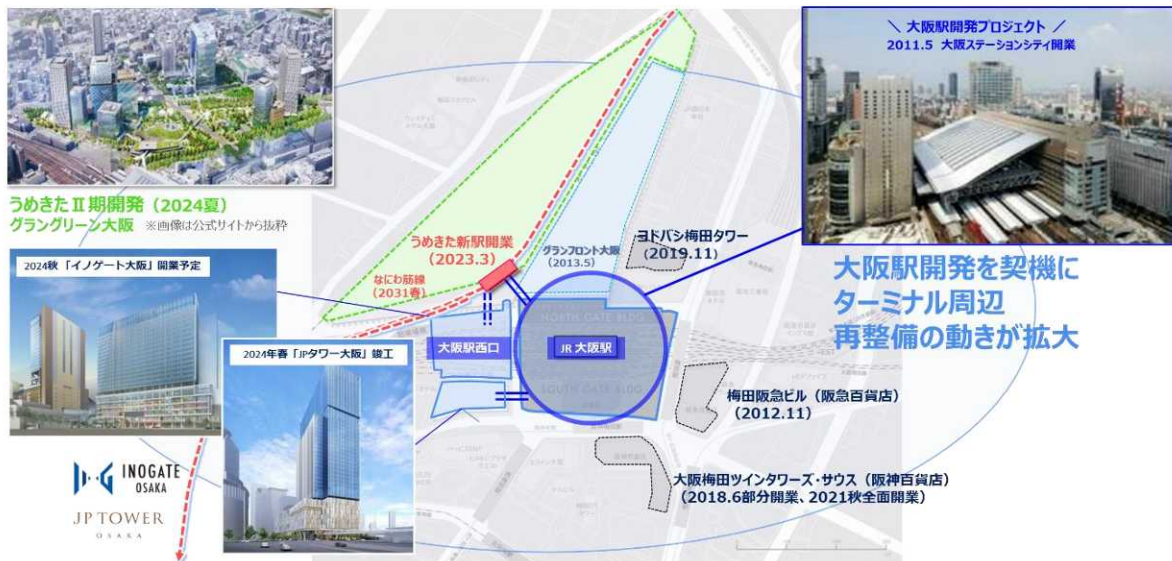 ＼ 大阪駅開発プロジェクト ／
2011.5 大阪ステーションシティ開業
うめきたⅡ期開発（2024夏）
グラングリーン大阪 ※画像は公式サイトから抜粋
うめきた新駅開業
（2023.3）
グランフロント大阪
（2013.5）
ヨドバシ梅田タワー
（2019.11）
なにわ筋線
（2031春）
大阪駅開発を契機に
ターミナル周辺
再整備の動きが拡大
2024秋 「イノゲート大阪」開業予定
2024年春「JPタワー大阪」竣工
NORTH GATE BLDG
大阪駅西口
JR 大阪駅
SOUTH GATE BLDG
梅田阪急ビル（阪急百貨店）
（2012.11）
大阪梅田ツインタワーズ・サウス（阪神百貨店）
（2018.6部分開業、2021秋全面開業）
INOGATE
OSAKA
JP TOWER
OSAKA